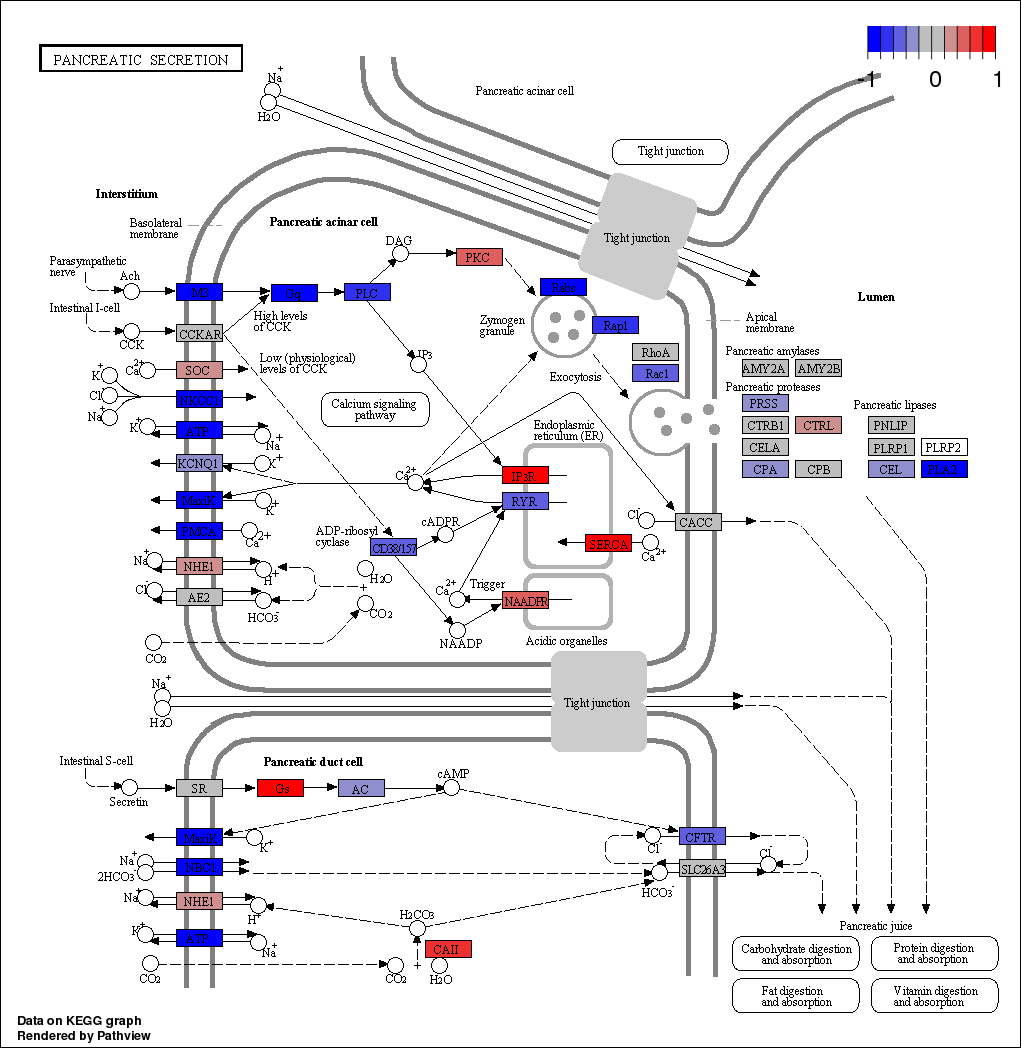 PANCREATIC SECRETION
-1 0 1
Na+
H2O
Pancreatic acinar cell
Tight junction
Tight junction
Interstitium
Basolateral
membrane
Pancreatic acinar cell
Parasympathetic
nerve
Ach
M3
Gq
PLC
DAG
PKC
Intestinal I-cell
CCK
CCKAR
High levels
of CCK
IP3
Zymogen
granule
Rap1
RhoA
Rac1
Exocytosis
Lumen
Apical
membrane
Low (physiological)
levels of CCK
Ca2+
SOC
K+
Cl-
Na+
NKCC1
Calcium signaling
pathway
K+
ATP
Na+
KCNQ1
K+
MaxiK
K+
PMCA
Ca2+
Na+
NHE1
H+
Cl-
AE2
HCO3-
CO2
H2O
CO2
Ca2+
Endoplasmic
reticulum (ER)
IP3R
RYR
SERCA
Ca2+
ADP-ribosyl
cyclase
CD38/157
cADPR
Ca2+
Trigger
NAADP
NAADPR
Acidic organelles
Cl-
CACC
Pancreatic amylases
AMY2A
AMY2B
Pancreatic proteases
PRSS
CTRB1
CTRL
CELA
CPA
CPB
Pancreatic lipases
PNLIP
PLRP1
PLRP2
CEL
PLA2
Na+
H2O
Tight junction
Intestinal S-cell
Secretin
Pancreatic duct cell
SR
Gs
AC
cAMP
MaxiK
K+
Na+
2HCO3-
NBC1
Na+
NHE1
H+
K+
ATP
Na+
CO2
CO2
H2CO3
CAII
H2O
Cl-
CFTR
Cl-
HCO3-
SLC26A3
Pancreatic juice
Carbohydrate digestion
and absorption
Protein digestion
and absorption
Fat digestion
and absorption
Vitamin digestion
and absorption
Data on KEGG graph
Rendered by Pathview